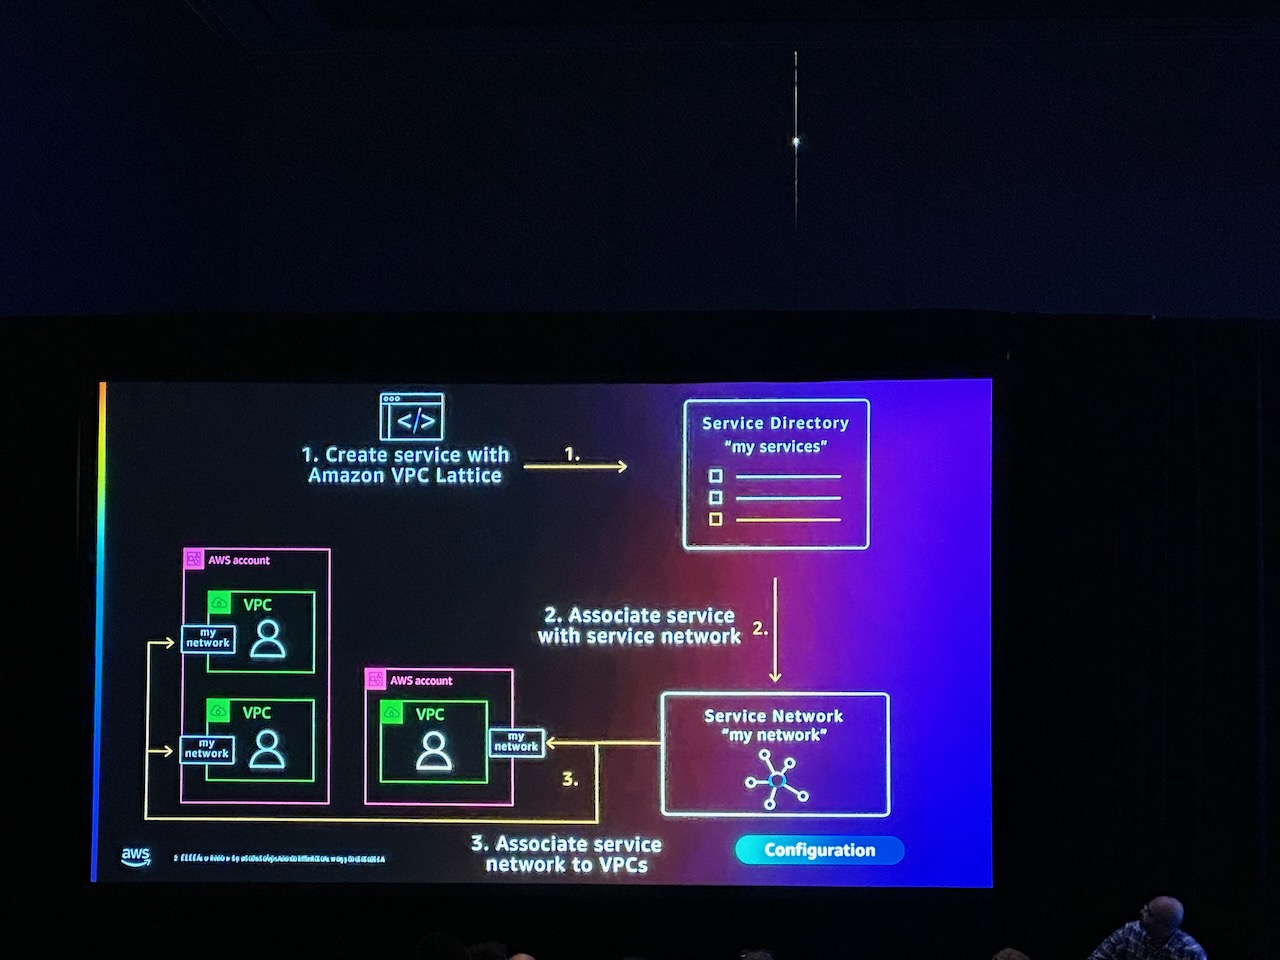 </>
1. Create service with
Amazon VPC Lattice
1.
Service Directory
"my services"
2. Associate service
with service network
2.
AWS account
VPC
my
network
VPC
my
network
AWS account
VPC
my
network
3.
Service Network
"my network"
3. Associate service
network to VPCs
Configuration
aws